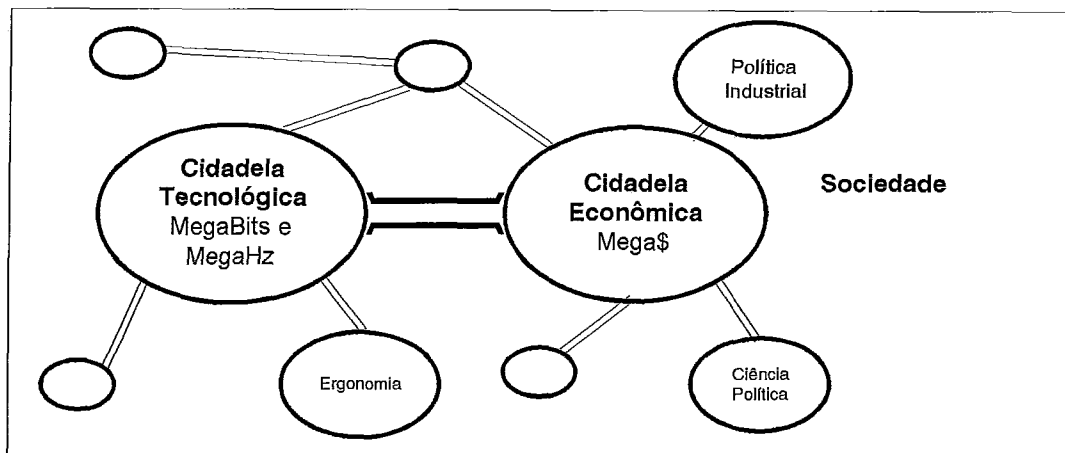 Política
Industrial
Cidadela
Tecnológica
MegaBits e
MegaHz
Cidadela
Econômica
Mega$
Sociedade
Ergonomia
Ciência
Política